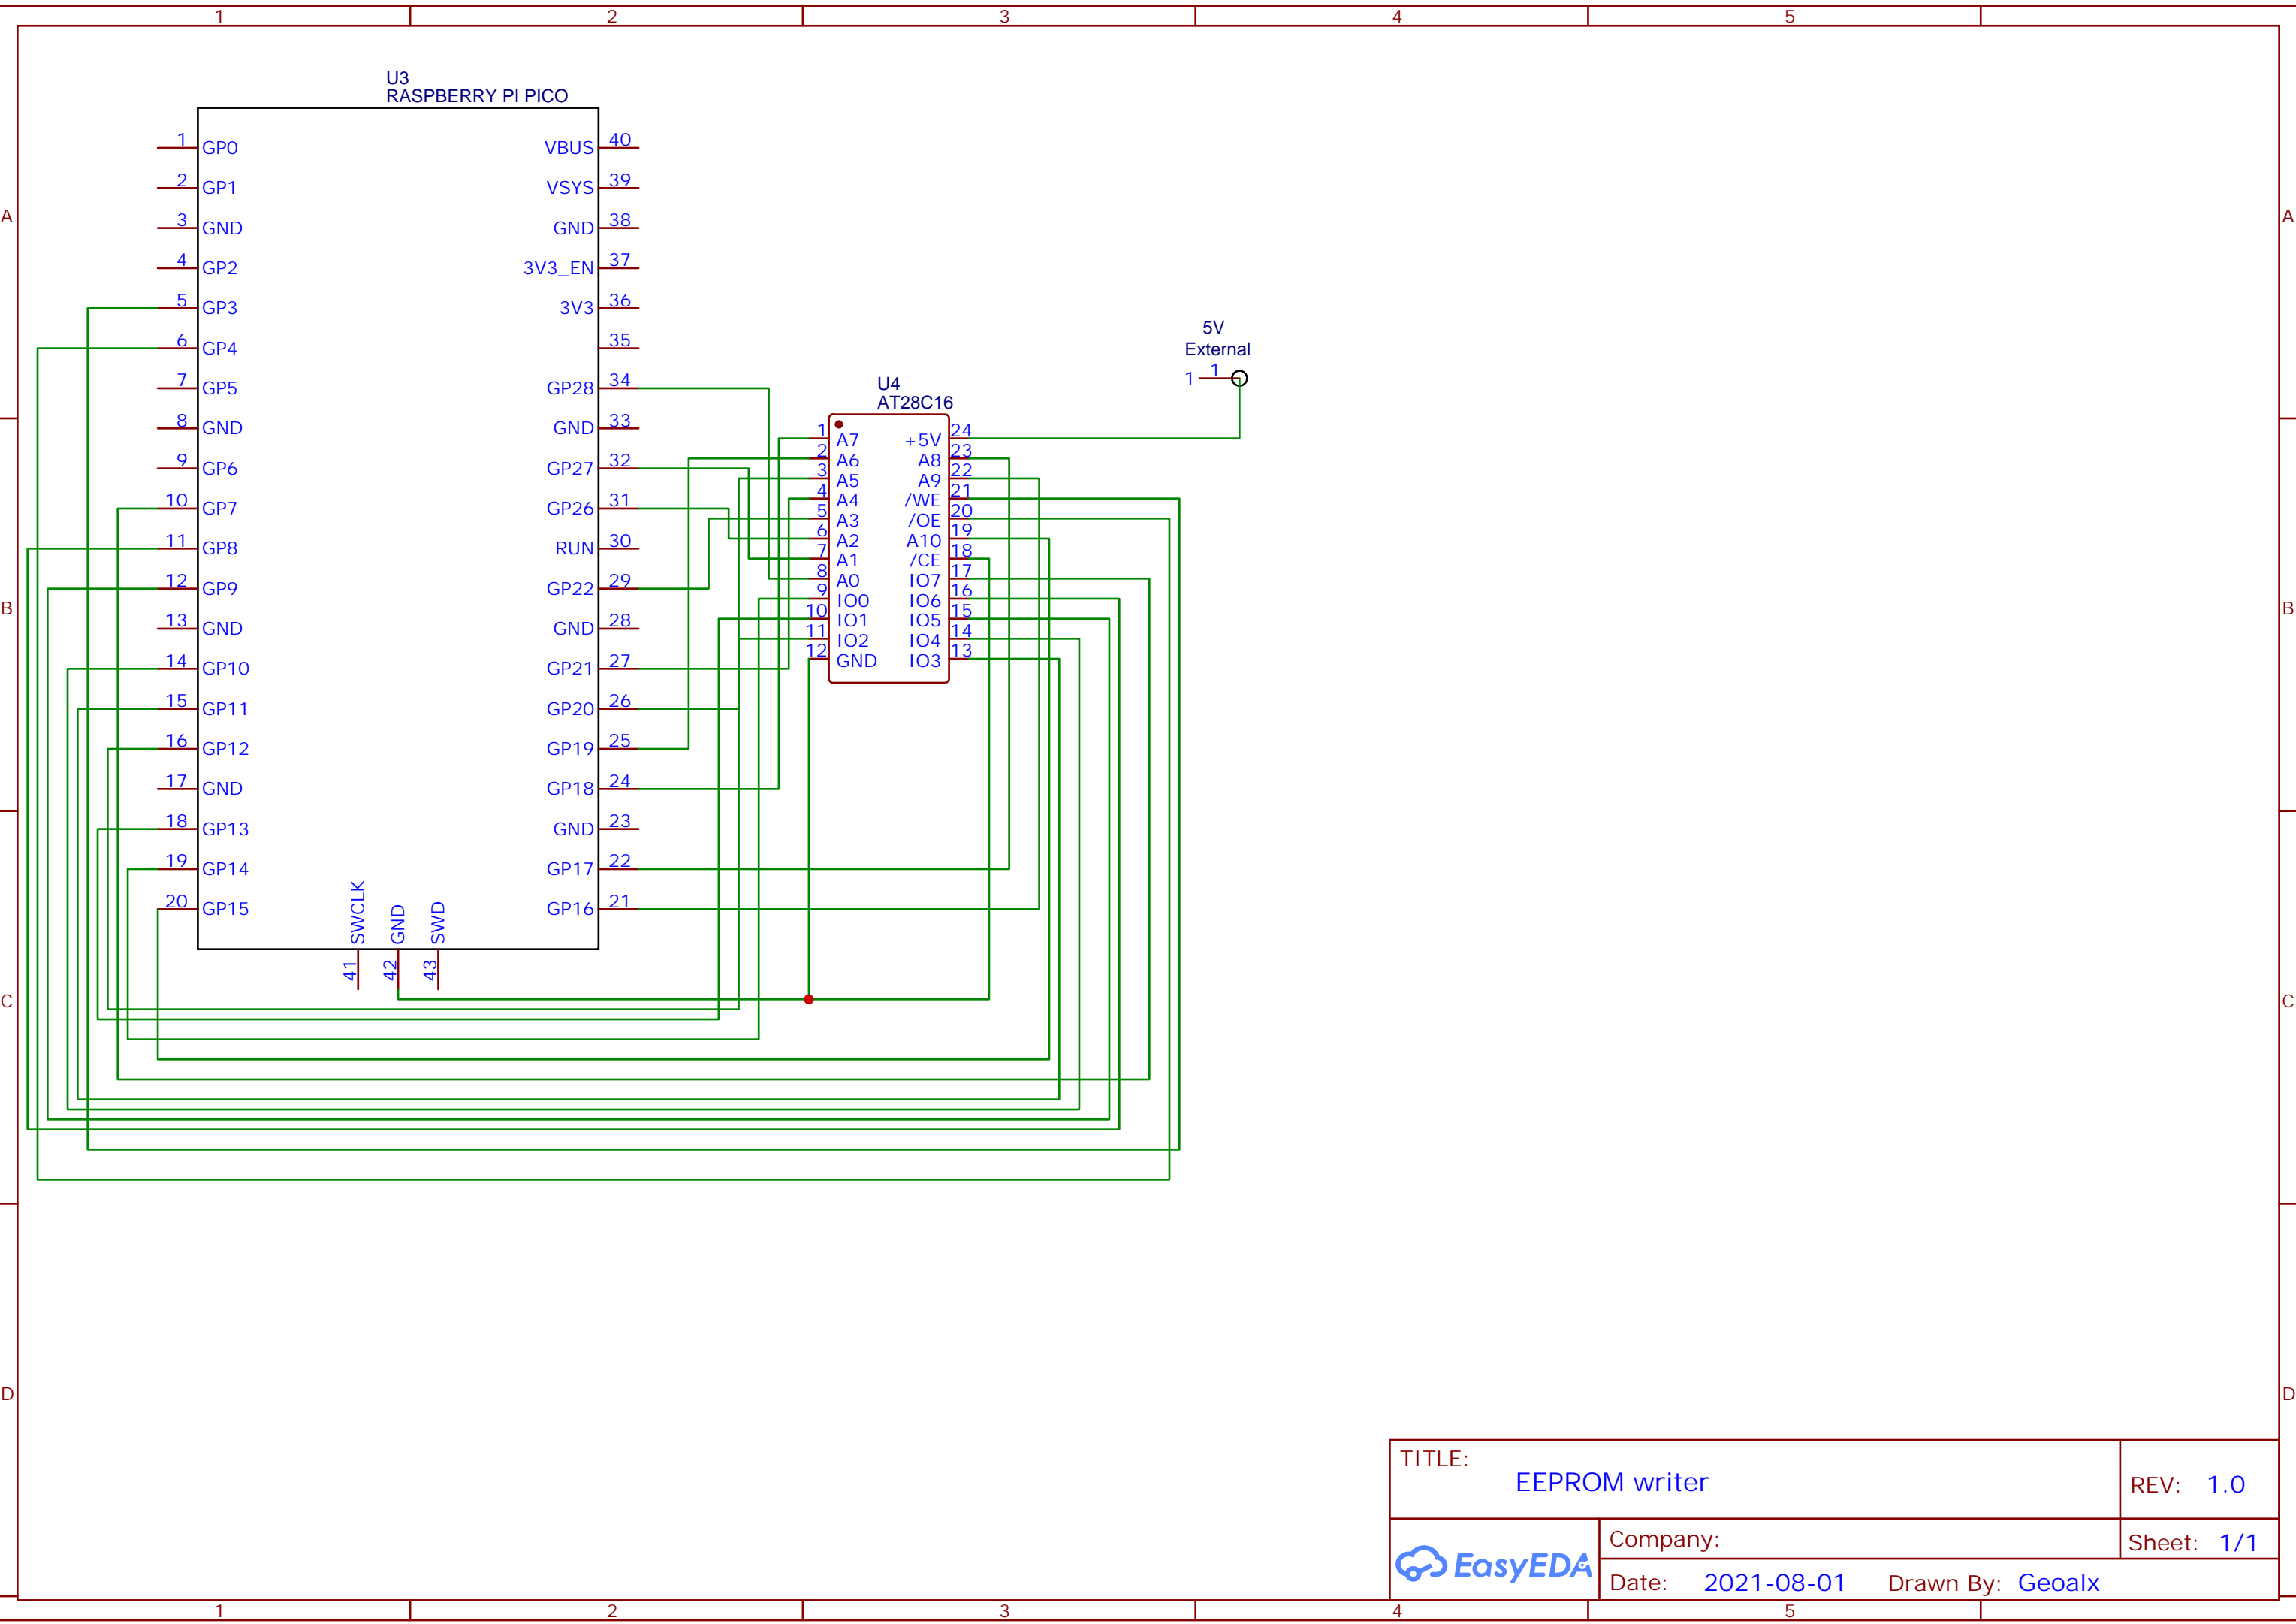 1 2 3 4 5
U3
RASPBERRY PI PICO
1 GP0 VBUS 40
2 GP1 VSYS 39
A A
3 GND GND 38
4 GP2 3V3_EN 37
5 GP3 3V3 36
6 GP4 35
7 GP5 GP28 34
8 GND GND 33
9 GP6 GP27 32
10 GP7 GP26 31
11 GP8 RUN 30
12 GP9 GP22 29
B B
13 GND GND 28
14 GP10 GP21 27
15 GP11 GP20 26
16 GP12 GP19 25
17 GND GP18 24
18 GP13 GND 23
19 GP14 GP17 22
20 GP15 GP16 21
SWCLK GND SWD
41 42 43
5V
External
1 1
U4
AT28C16
1 A7 +5V 24
2 A6 A8 23
3 A5 A9 22
4 A4 /WE 21
5 A3 /OE 20
6 A2 A10 19
7 A1 /CE 18
8 A0 IO7 17
9 IO0 IO6 16
10 IO1 IO5 15
11 IO2 IO4 14
12 GND IO3 13
C C
D D
TITLE:
EEPROM writer
REV: 1.0
EasyEDA
Company:
Sheet: 1/1
Date: 2021-08-01 Drawn By: Geoalx
1 2 3 4 5